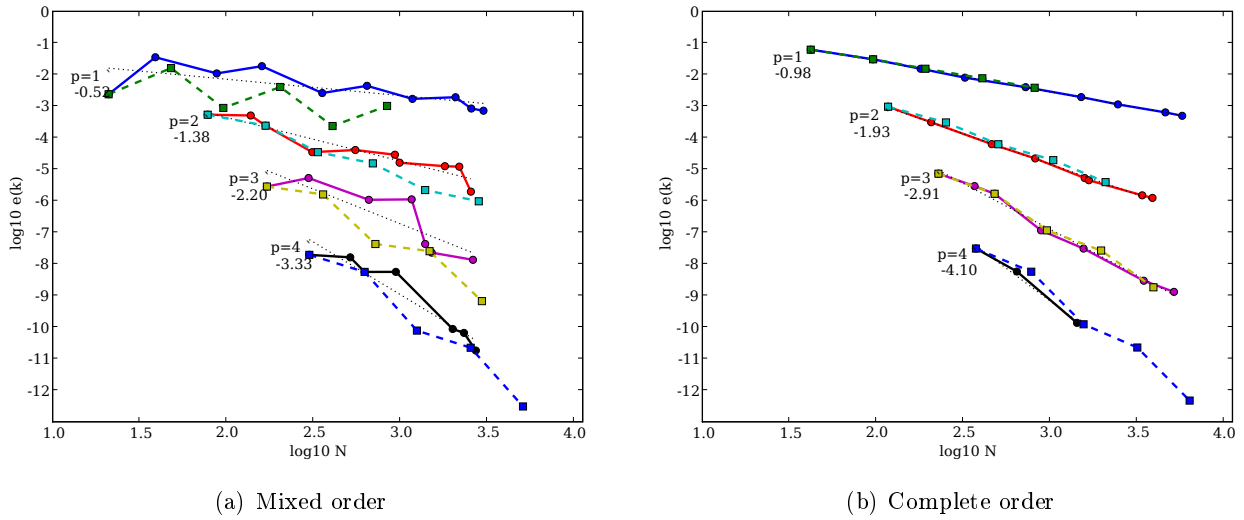 0
-1
-2
-3
-4
-5
-6
-7
-8
-9
-10
-11
-12
log10 e(k)
p=1
-0.52
p=2
-1.38
p=3
-2.20
p=4
-3.33
1.0 1.5 2.0 2.5 3.0 3.5 4.0
log10 N
(a) Mixed order
0
-1
-2
-3
-4
-5
-6
-7
-8
-9
-10
-11
-12
log10 e(k)
p=1
-0.98
p=2
-1.93
p=3
-2.91
p=4
-4.10
1.0 1.5 2.0 2.5 3.0 3.5 4.0
log10 N
(b) Complete order